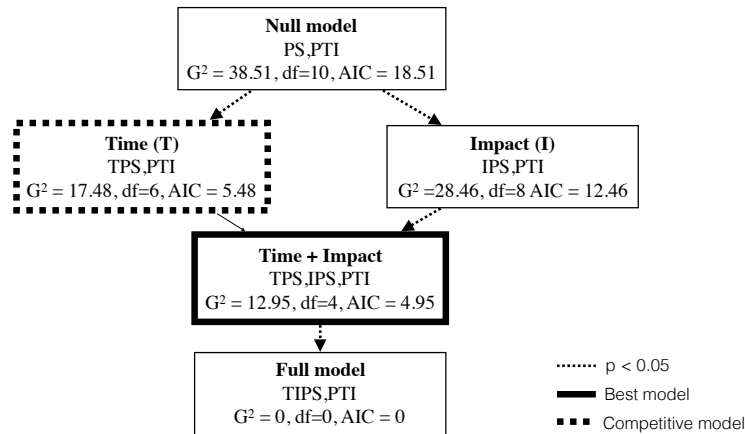 Null model
PS,PTI
G² = 38.51, df=10, AIC = 18.51
Time (T)
TPS,PTI
G² = 17.48, df=6, AIC = 5.48
Impact (I)
IPS,PTI
G² =28.46, df=8 AIC = 12.46
Time + Impact
TPS,IPS,PTI
G² = 12.95, df=4, AIC = 4.95
Full model
TIPS,PTI
G² = 0, df=0, AIC = 0
p < 0.05
Best model
Competitive model